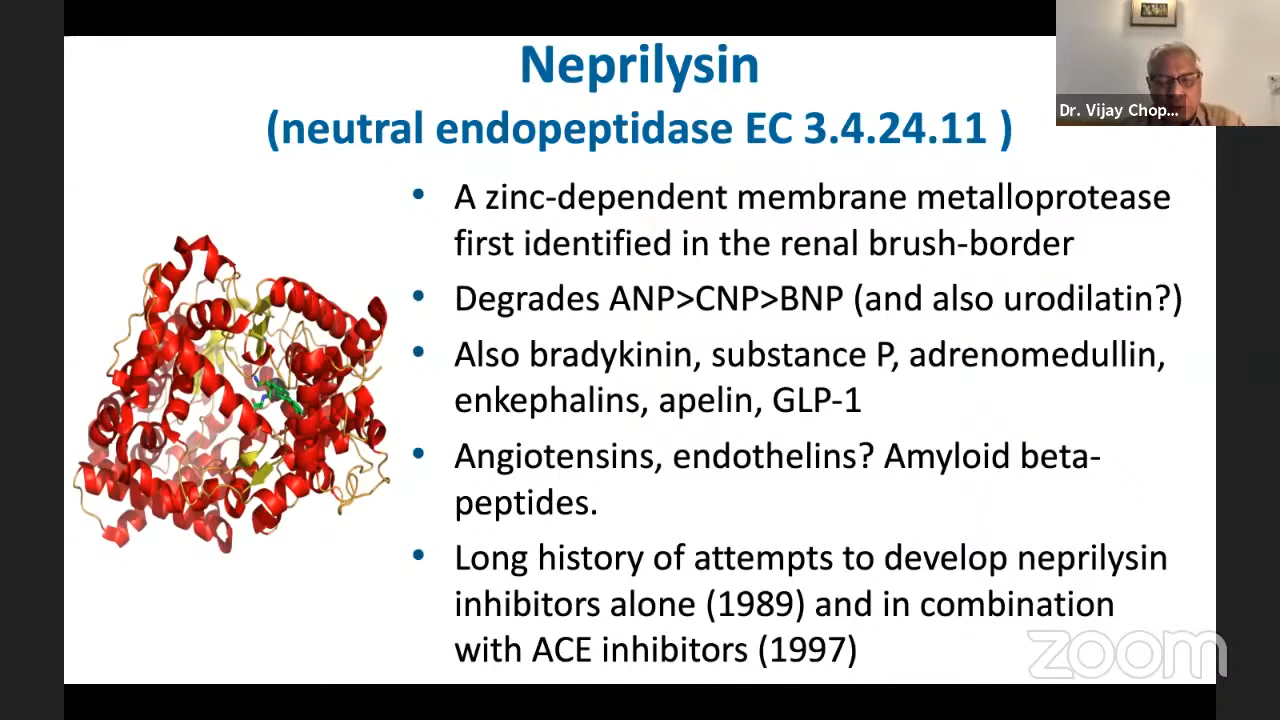 Neprilysin
(neutral endopeptidase EC 3.4.24.11 )
Dr. Vijay Chop...
• A zinc-dependent membrane metalloprotease
first identified in the renal brush-border
• Degrades ANP>CNP>BNP (and also urodilatin?)
• Also bradykinin, substance P, adrenomedullin,
enkephalins, apelin, GLP-1
• Angiotensins, endothelins? Amyloid beta-
peptides.
• Long history of attempts to develop neprilysin
inhibitors alone (1989) and in combination
with ACE inhibitors (1997)
zoom